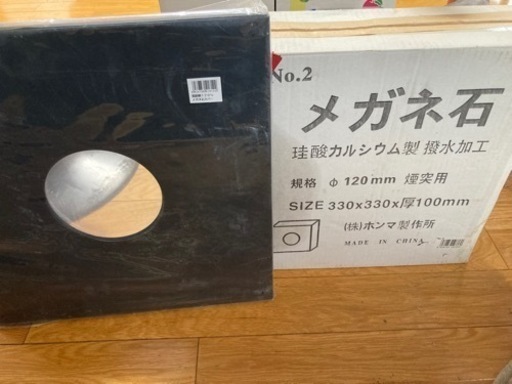 No.2
メガネ石
珪酸カルシウム製 撥水加工
規格 φ120mm 煙突用
SIZE 330x330x厚100mm
(株)ホンマ製作所
MADE IN CHINA